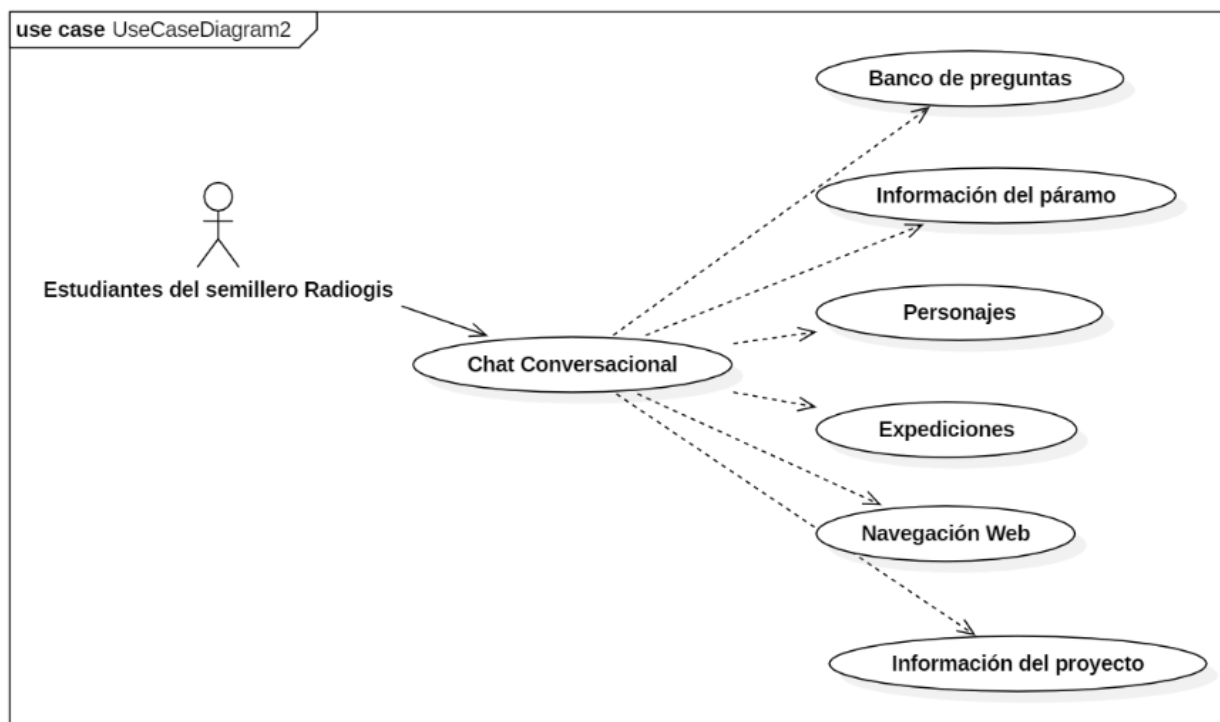 use case UseCaseDiagram2
Banco de preguntas
Información del páramo
Estudiantes del semillero Radiogis
Personajes
Chat Conversacional
Expediciones
Navegación Web
Información del proyecto